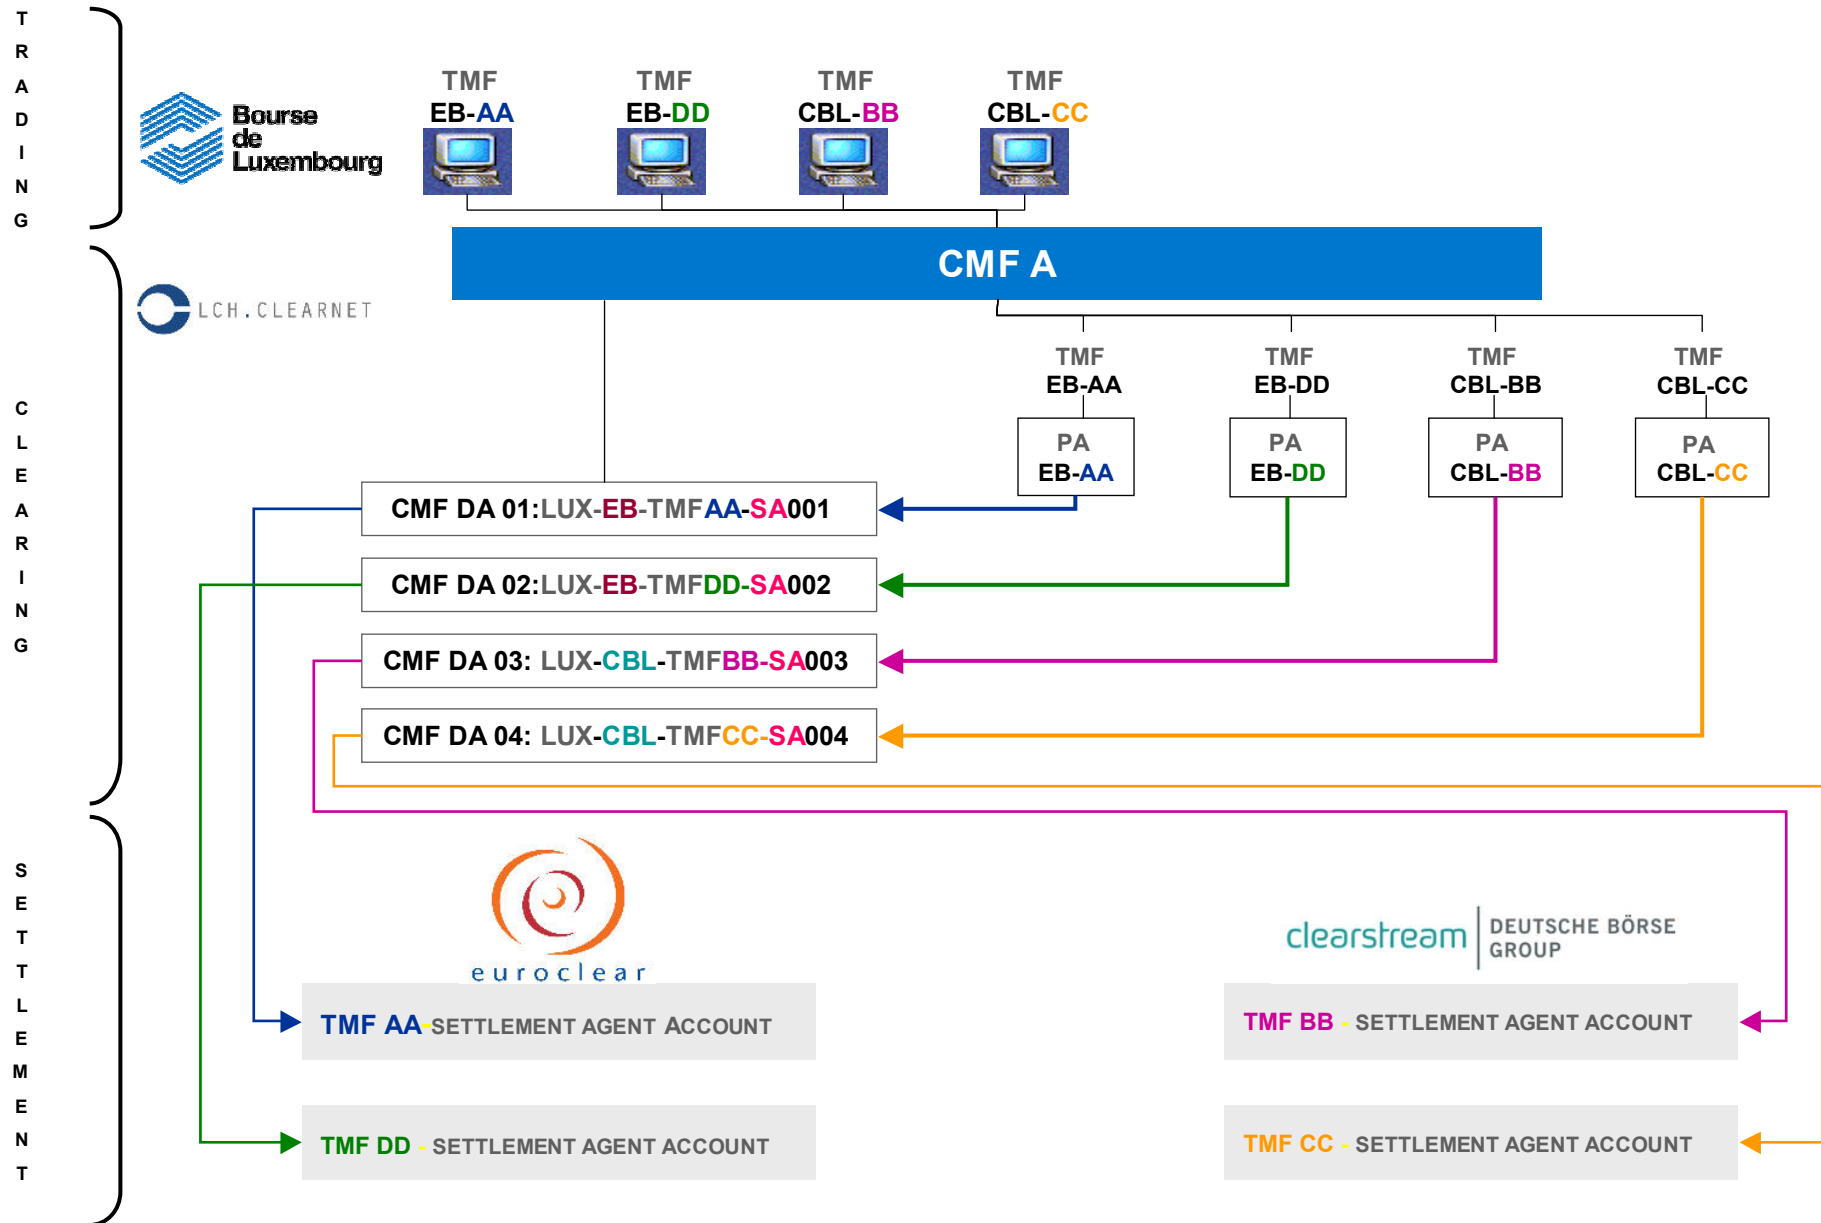 TRADING
TMF
EB-AA
TMF
EB-DD
TMF
CBL-BB
TMF
CBL-CC
Bourse
de
Luxembourg
CLEARING
CMF A
LCH.CLEARNET
TMF
EB-AA
TMF
EB-DD
TMF
CBL-BB
TMF
CBL-CC
PA
EB-AA
PA
EB-DD
PA
CBL-BB
PA
CBL-CC
CMF DA 01:LUX-EB-TMFAA-SA001
CMF DA 02:LUX-EB-TMFDD-SA002
CMF DA 03: LUX-CBL-TMFBB-SA003
CMF DA 04: LUX-CBL-TMFCC-SA004
SETTLEMENT
euroclear
clearstream
DEUTSCHE BÖRSE
GROUP
TMF AA-SETTLEMENT AGENT ACCOUNT
TMF BB - SETTLEMENT AGENT ACCOUNT
TMF DD - SETTLEMENT AGENT ACCOUNT
TMF CC - SETTLEMENT AGENT ACCOUNT